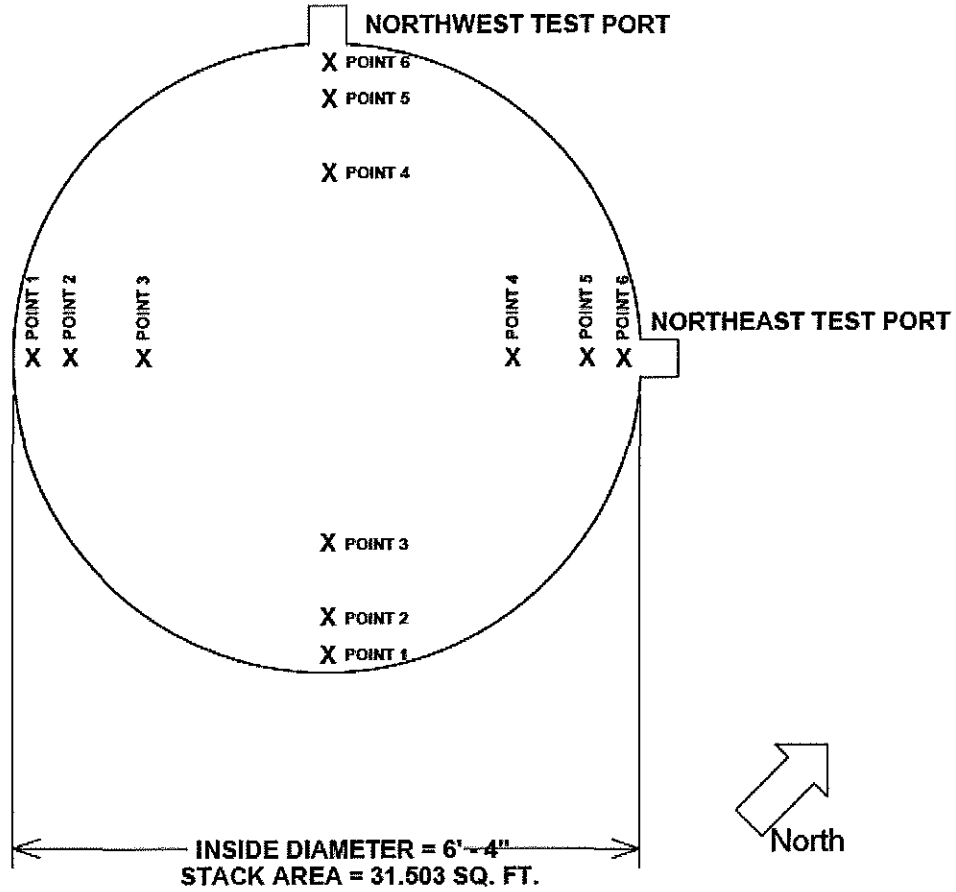 NORTHWEST TEST PORT
X POINT 6
X POINT 5
X POINT 4
X POINT 1
X POINT 2
X POINT 3
X POINT 4
X POINT 5
X POINT 6
NORTHEAST TEST PORT
X POINT 3
X POINT 2
X POINT 1
North
INSIDE DIAMETER = 6' - 4"
STACK AREA = 31.503 SQ. FT.